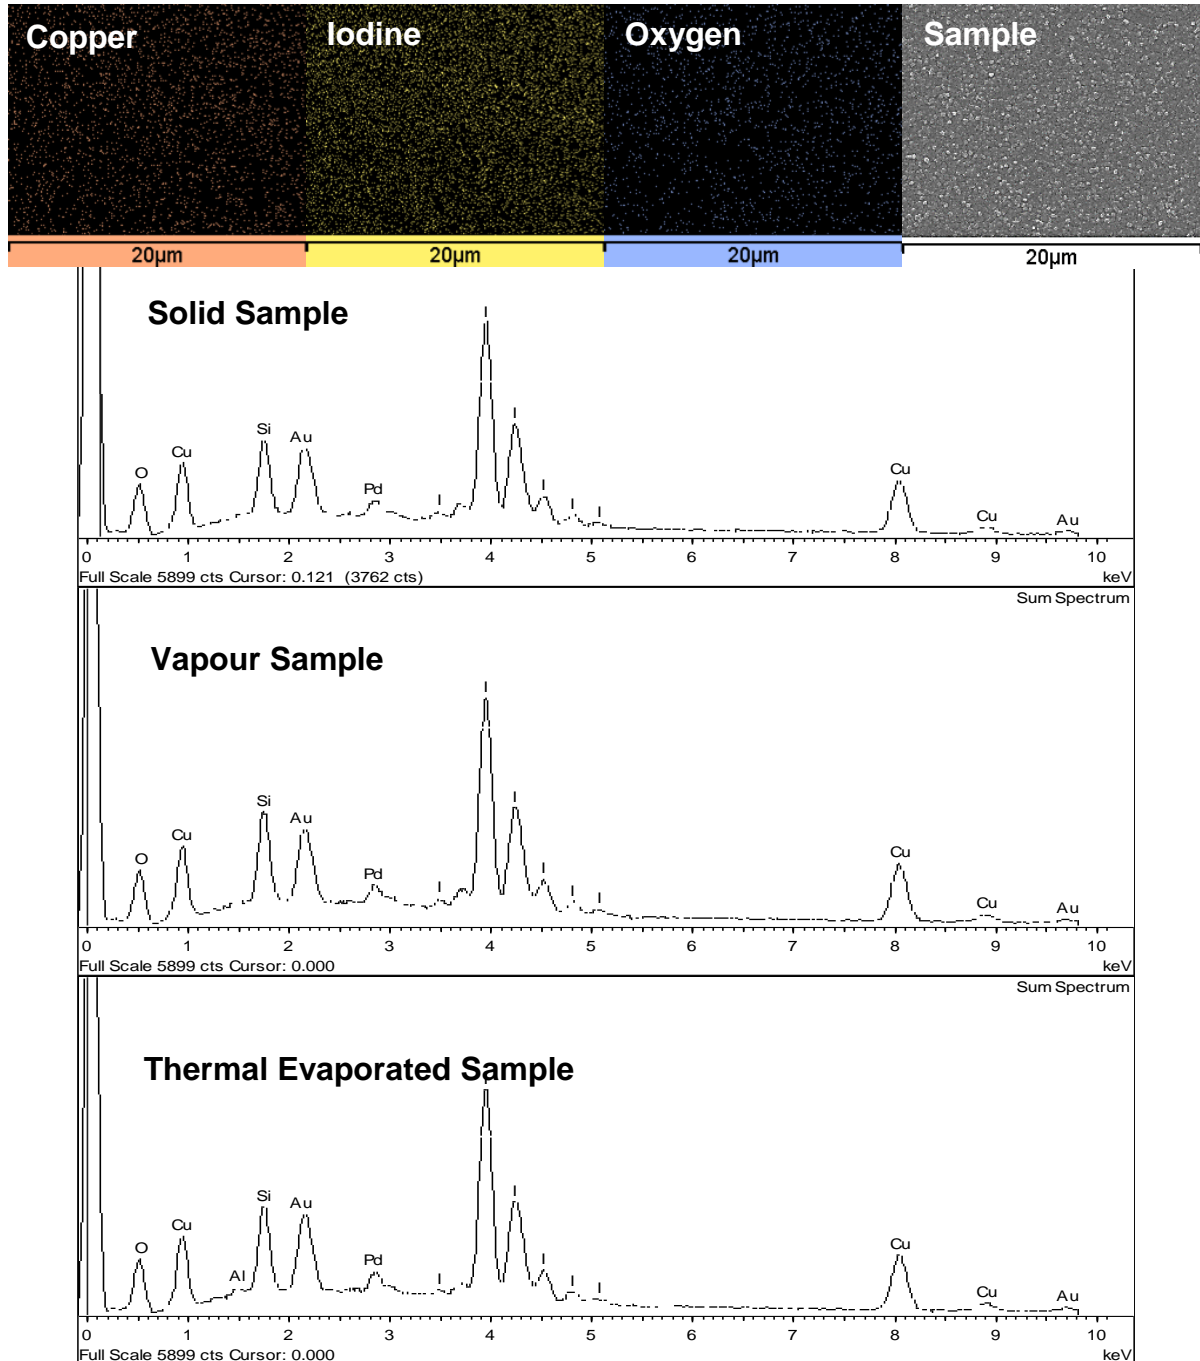 Copper Iodine Oxygen Sample
20µm 20µm 20µm 20µm
Solid Sample
I
Si Au I
O Cu Pd I I I I Cu Cu Au
0 1 2 3 4 5 6 7 8 9 10
Full Scale 5899 cts Cursor: 0.121 (3762 cts) keV
Sum Spectrum
Vapour Sample
I
Si Au I
O Cu Pd I I I I Cu Cu Au
0 1 2 3 4 5 6 7 8 9 10
Full Scale 5899 cts Cursor: 0.000 keV
Sum Spectrum
Thermal Evaporated Sample
I
Si Au I
O Cu Al Pd I I I I Cu Cu Au
0 1 2 3 4 5 6 7 8 9 10
Full Scale 5899 cts Cursor: 0.000 keV